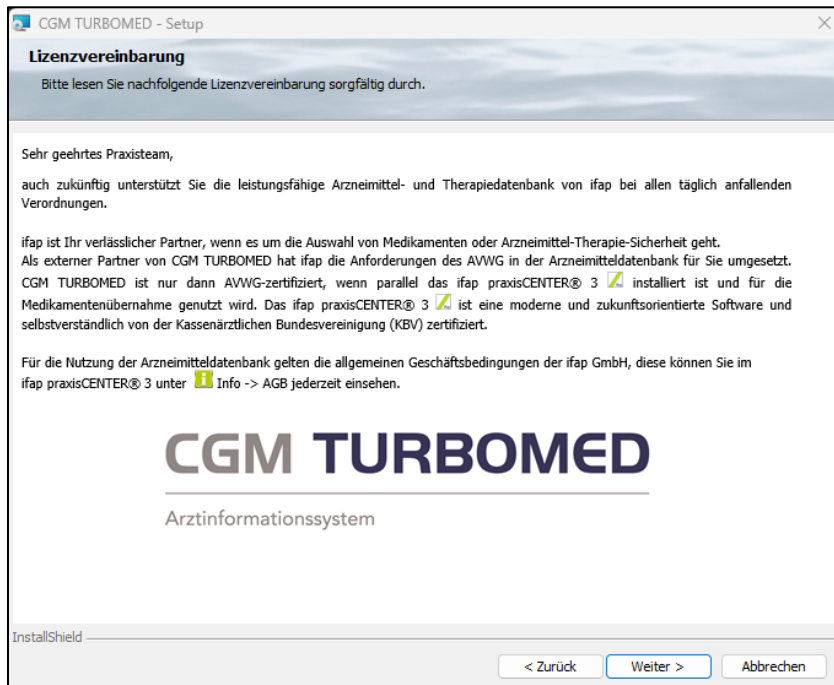 CGM TURBOMED - Setup
Lizenzvereinbarung
Bitte lesen Sie nachfolgende Lizenzvereinbarung sorgfältig durch.
Sehr geehrtes Praxisteam,
auch zukünftig unterstützt Sie die leistungsfähige Arzneimittel- und Therapiedatenbank von ifap bei allen täglich anfallenden
Verordnungen.
ifap ist Ihr verlässlicher Partner, wenn es um die Auswahl von Medikamenten oder Arzneimittel-Therapie-Sicherheit geht.
Als externer Partner von CGM TURBOMED hat ifap die Anforderungen des AVWG in der Arzneimitteldatenbank für Sie umgesetzt.
CGM TURBOMED ist nur dann AVWG-zertifiziert, wenn parallel das ifap praxisCENTER® 3 installiert ist und für die
Medikamentenübernahme genutzt wird. Das ifap praxisCENTER® 3 ist eine moderne und zukunftsorientierte Software und
selbstverständlich von der Kassenärztlichen Bundesvereinigung (KBV) zertifiziert.
Für die Nutzung der Arzneimitteldatenbank gelten die allgemeinen Geschäftsbedingungen der ifap GmbH, diese können Sie im
ifap praxisCENTER® 3 unter Info -> AGB jederzeit einsehen.
CGM TURBOMED
Arztinformationssystem
InstallShield
< Zurück Weiter > Abbrechen